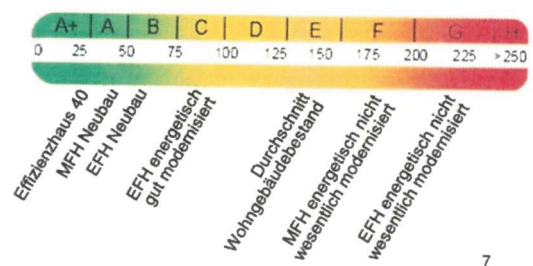 A+ A B C D E F G H
0 25 50 75 100 125 150 175 200 225 >250
Effizienzhaus 40
MFH Neubau
EFH Neubau
EFH energetisch
gut modernisiert
Durchschnitt
Wohngebäudebestand
MFH energetisch nicht
wesentlich modernisiert
EFH energetisch nicht
wesentlich modernisiert
7